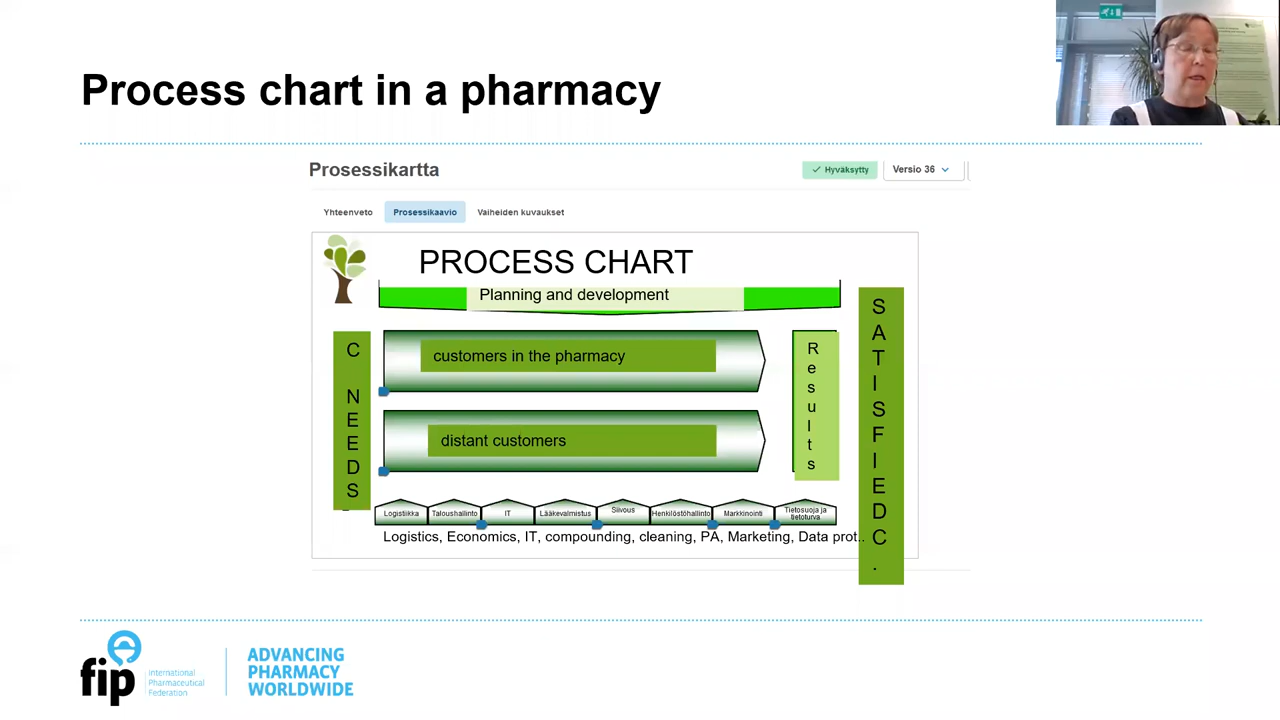 Process chart in a pharmacy
Prosessikartta
Hyväksytty
Versio 36
Yhteenveto
Prosessikaavio
Vaiheiden kuvaukset
PROCESS CHART
Planning and development
C NEEDS
customers in the pharmacy
distant customers
Results
SATISFIED C.
Logistiikka
Taloushallinto
IT
Lääkevalmistus
Siivous
Henkilöstöhallinto
Markkinointi
Tietosuoja ja
tietoturva
Logistics, Economics, IT, compounding, cleaning, PA, Marketing, Data prot..
fip
International
Pharmaceutical
Federation
ADVANCING
PHARMACY
WORLDWIDE